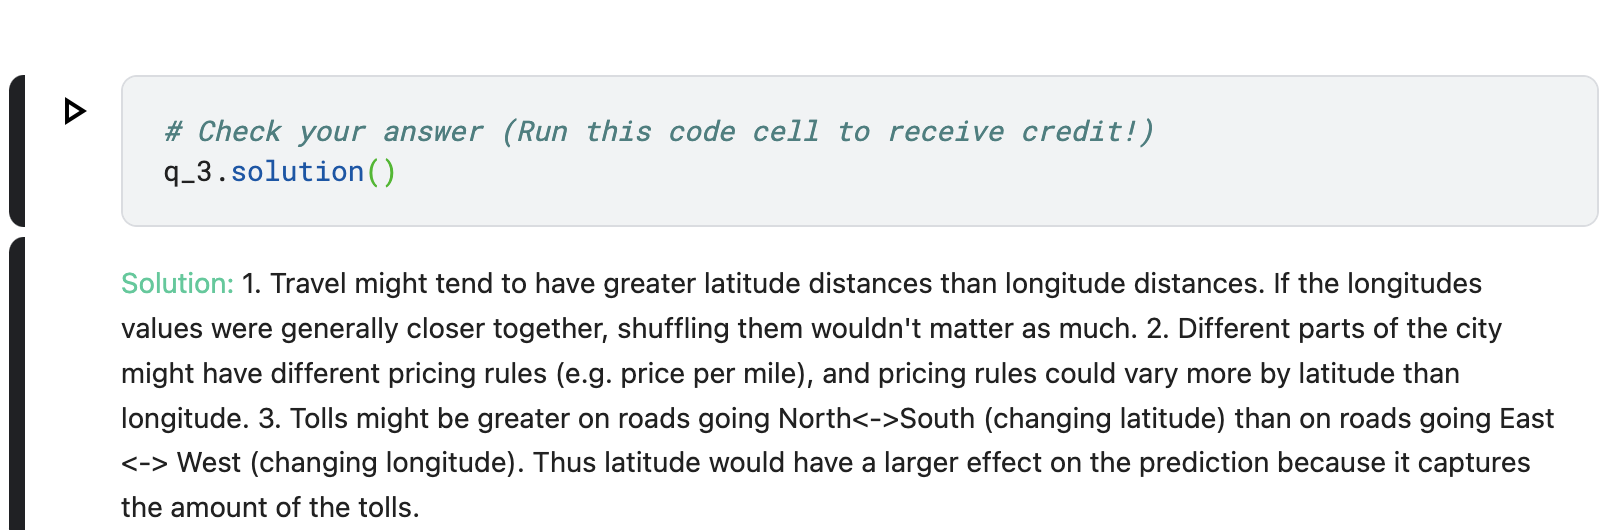 # Check your answer (Run this code cell to receive credit!)
q_3.solution()
Solution: 1. Travel might tend to have greater latitude distances than longitude distances. If the longitudes
values were generally closer together, shuffling them wouldn't matter as much. 2. Different parts of the city
might have different pricing rules (e.g. price per mile), and pricing rules could vary more by latitude than
longitude. 3. Tolls might be greater on roads going North<->South (changing latitude) than on roads going East
<-> West (changing longitude). Thus latitude would have a larger effect on the prediction because it captures
the amount of the tolls.